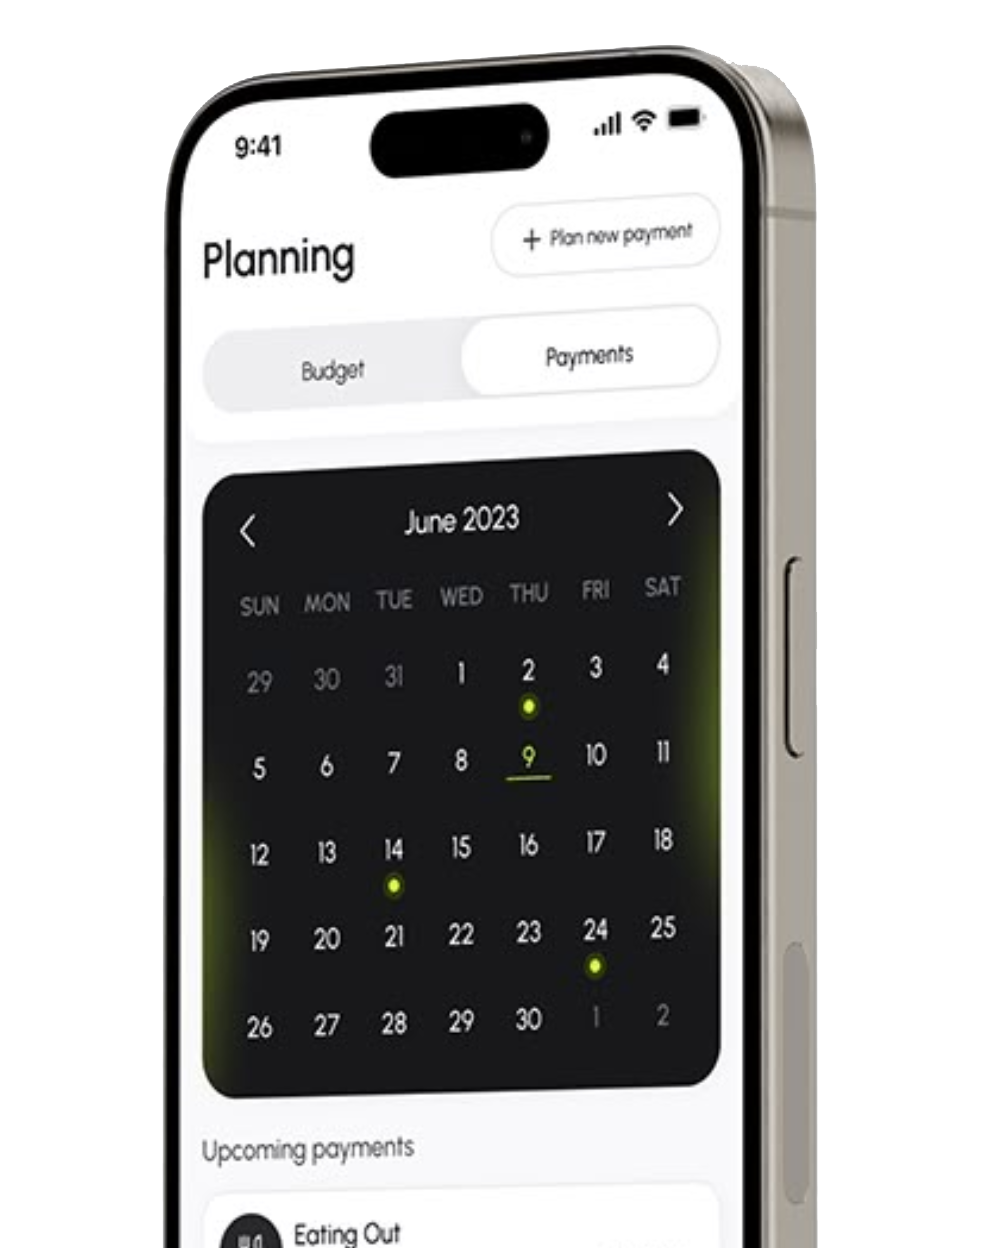 9:41
Planning
+ Plan new payment
Budget Payments
June 2023
SUN MON TUE WED THU FRI SAT
29 30 31 1 2 3 4
5 6 7 8 9 10 11
12 13 14 15 16 17 18
19 20 21 22 23 24 25
26 27 28 29 30 1 2
Upcoming payments
Eating Out